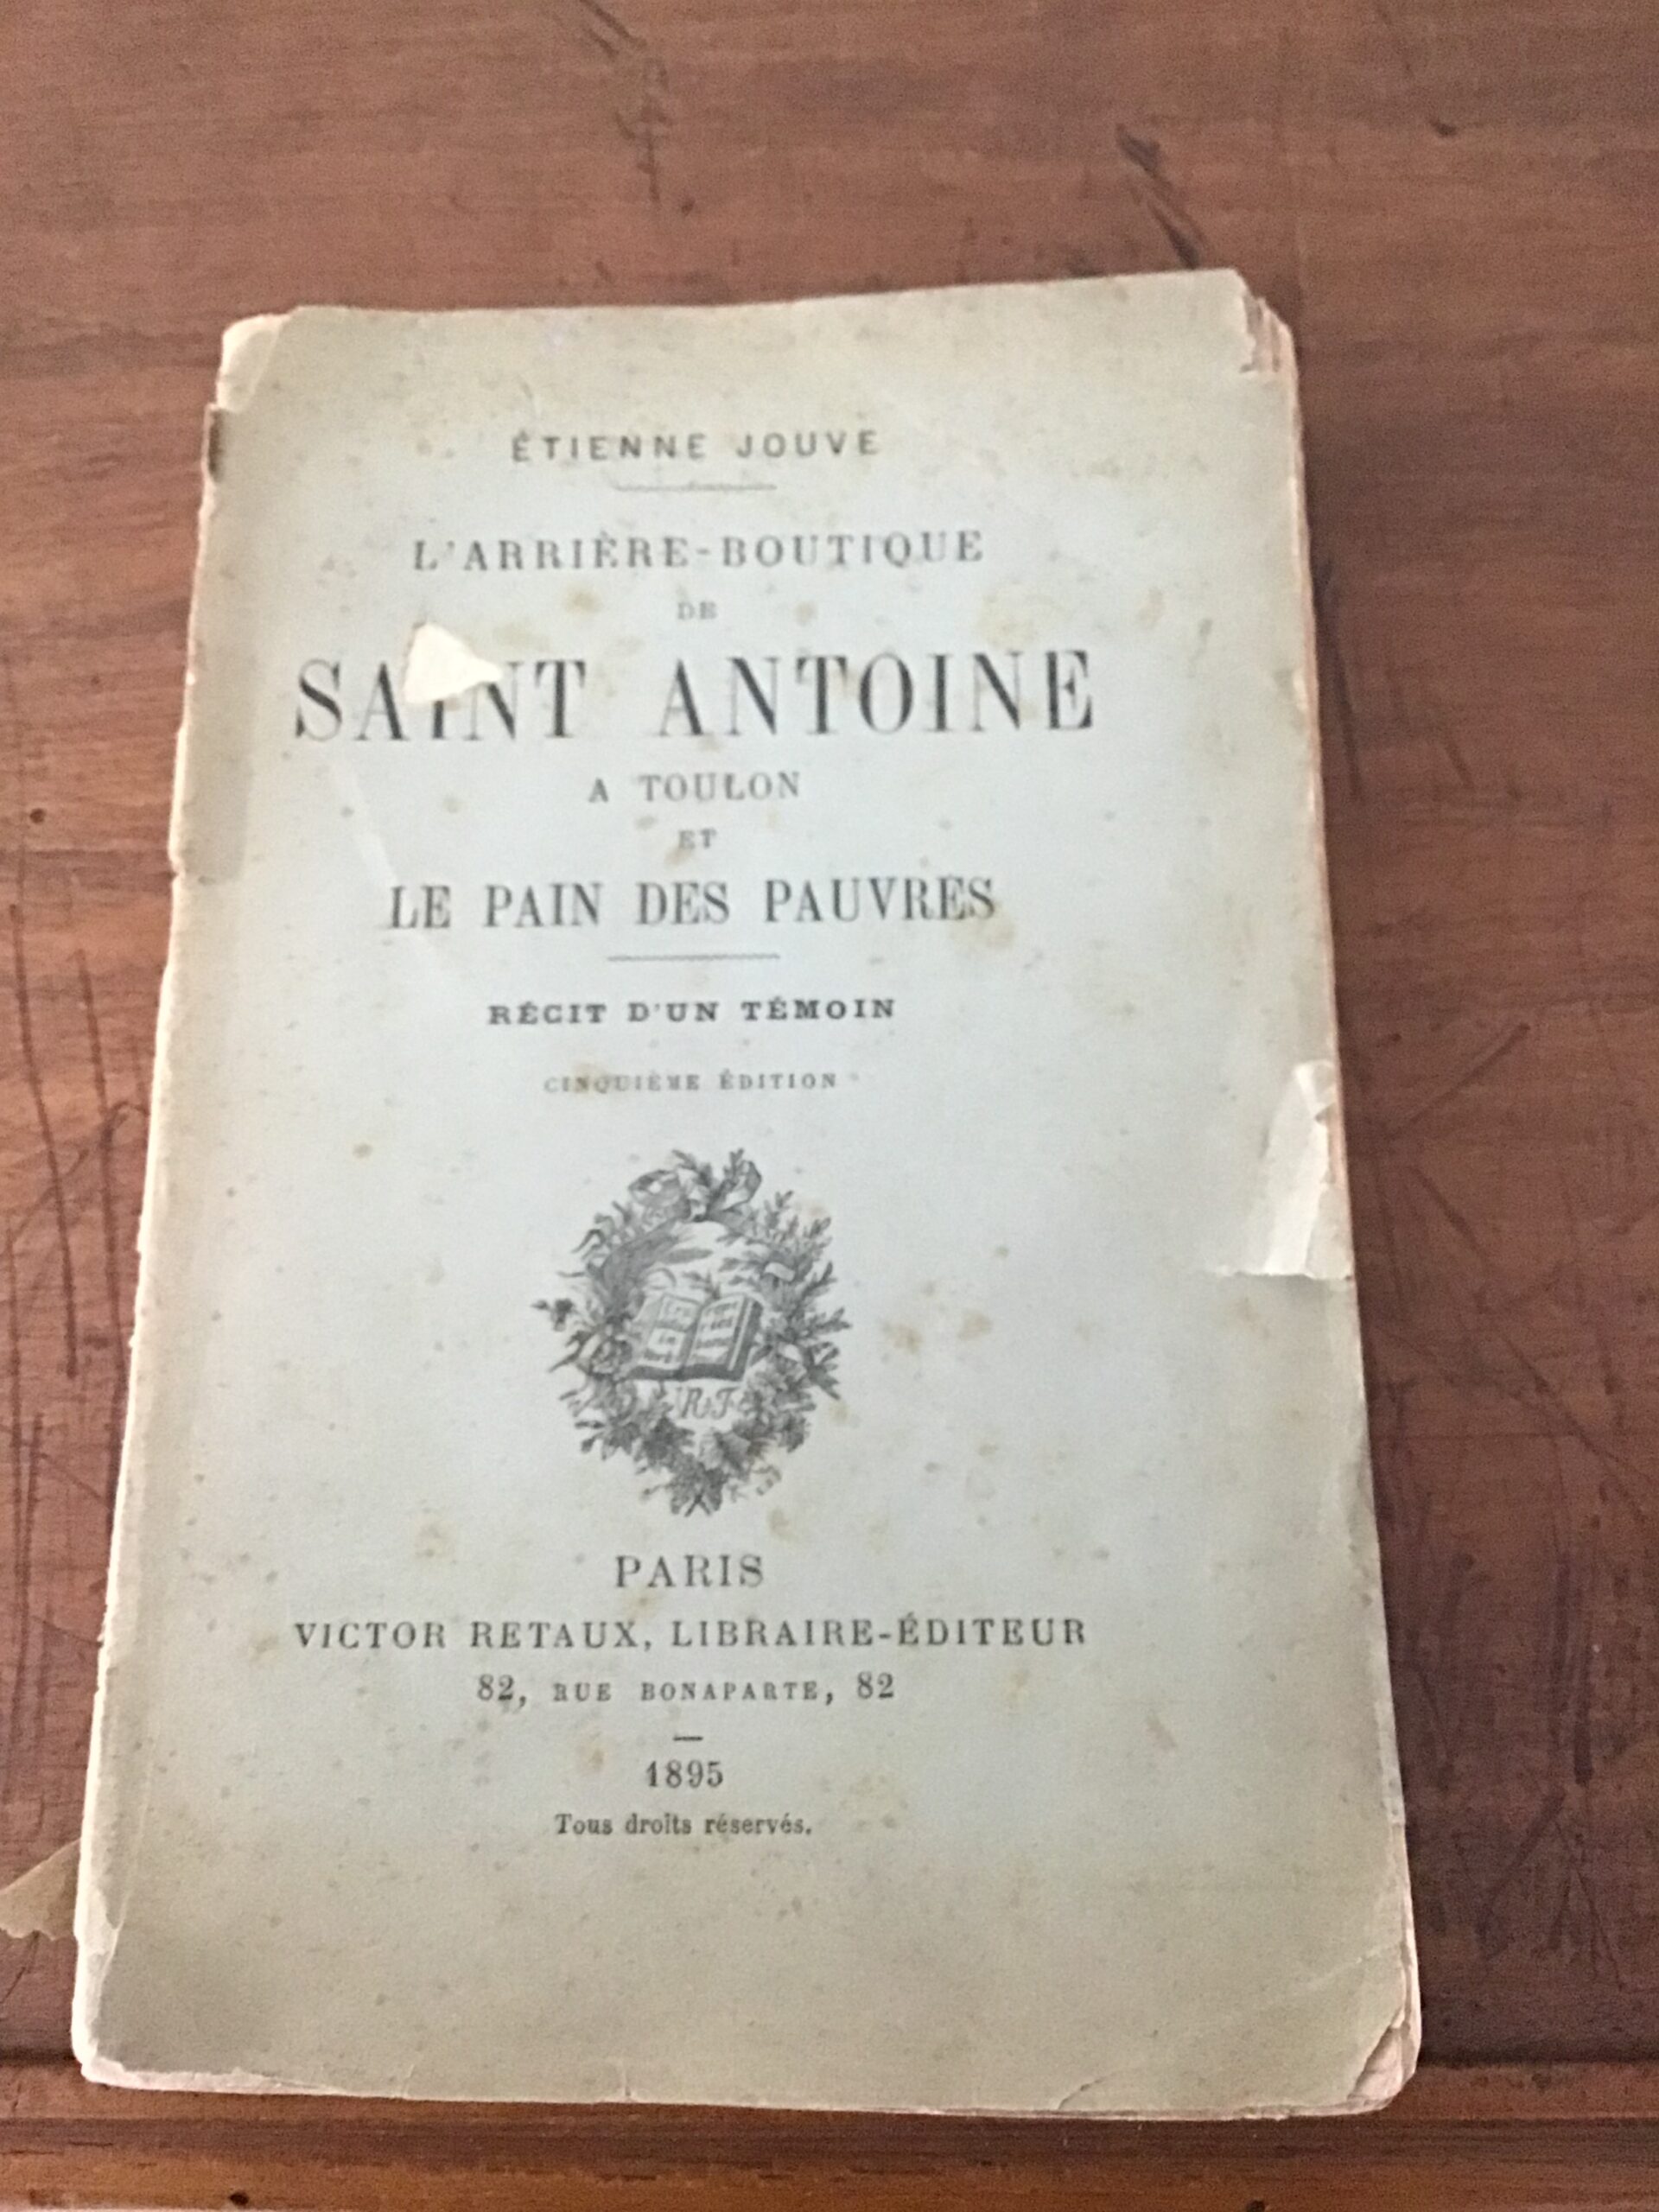 ÉTIENNE JOUVE
L'ARRIÈRE-BOUTIQUE
DE
SAINT ANTOINE
A TOULON
ET
LE PAIN DES PAUVRES
RÉCIT D'UN TÉMOIN
CINQUIÈME ÉDITION
PARIS
VICTOR RETAUX, LIBRAIRE-ÉDITEUR
82, RUE BONAPARTE, 82
1895
Tous droits réservés.